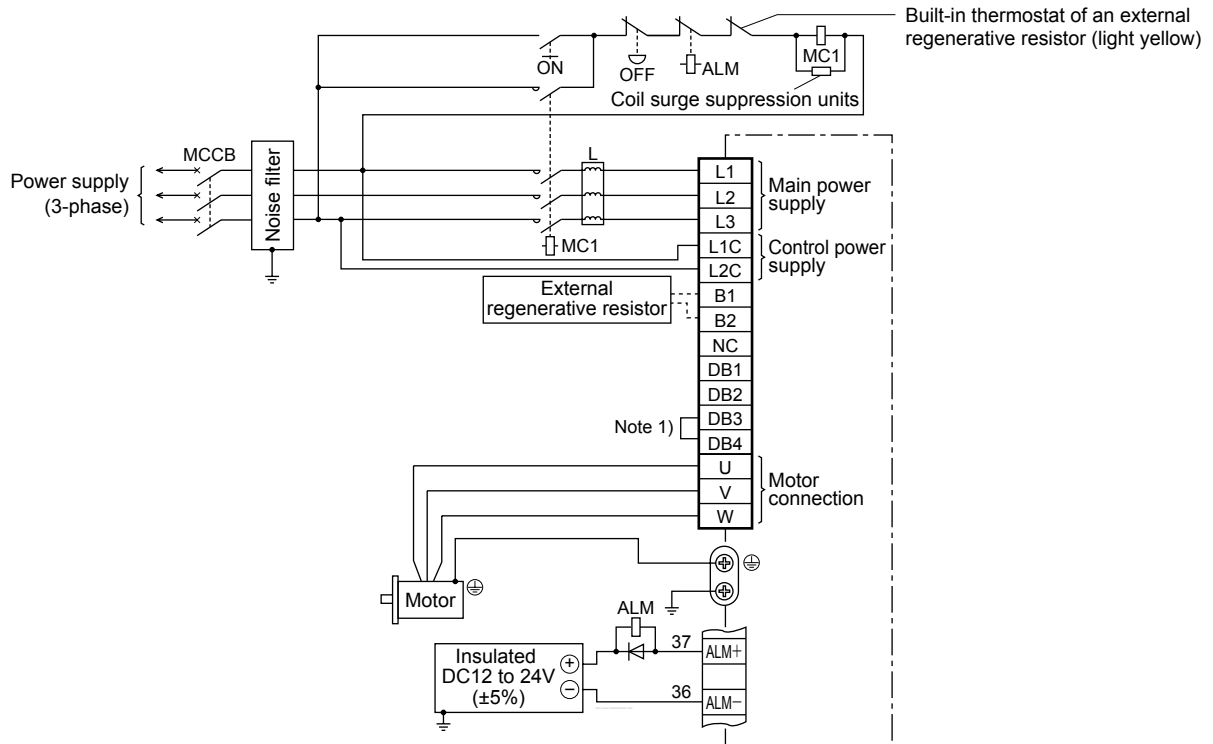 Built-in thermostat of an external
regenerative resistor (light yellow)
ON
OFF
ALM
MC1
Coil surge suppression units
MCCB
Noise filter
L
Power supply
(3-phase)
MC1
L1
L2
L3
Main power
supply
L1C
L2C
Control power
supply
External
regenerative resistor
B1
B2
NC
DB1
DB2
DB3
DB4
Note 1)
U
V
W
Motor
connection
Motor
ALM
Insulated
DC12 to 24V
(±5%)
+
−
37
36
ALM+
ALM−